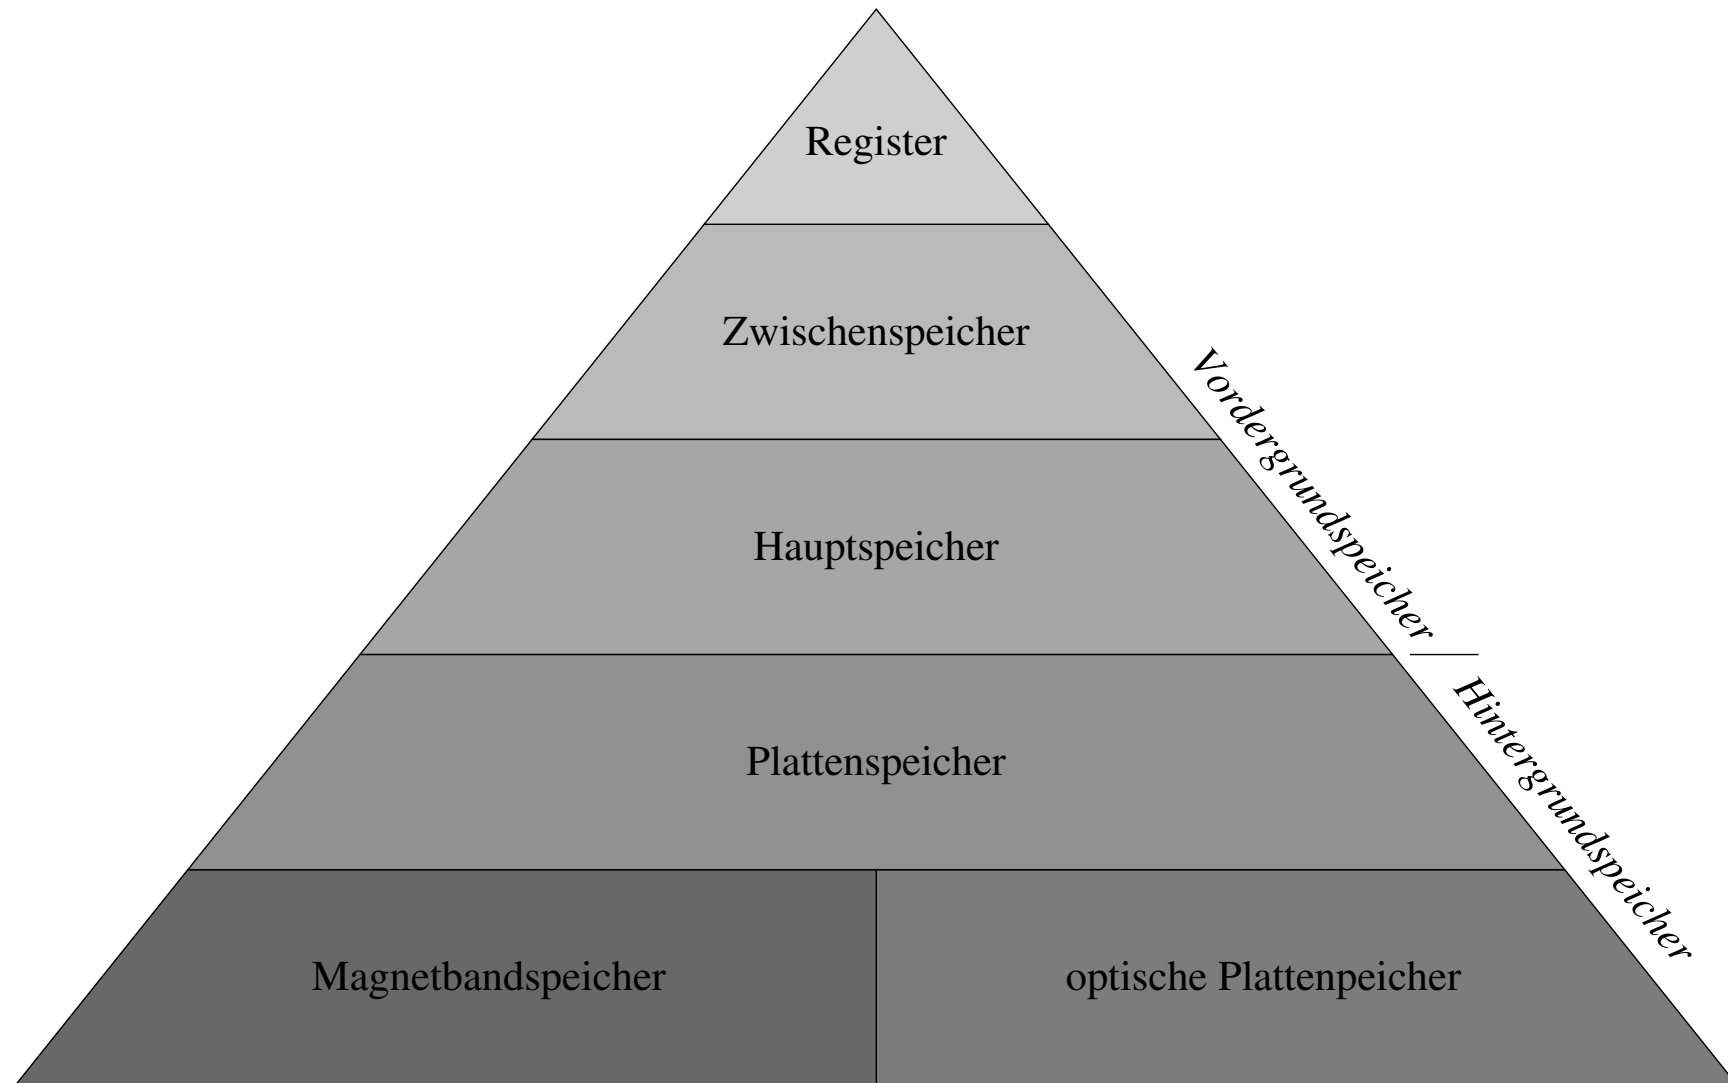 Register
Zwischenspeicher
Vordergrundspeicher
Hauptspeicher
Hintergrundspeicher
Plattenspeicher
Magnetbandspeicher
optische Plattenpeicher